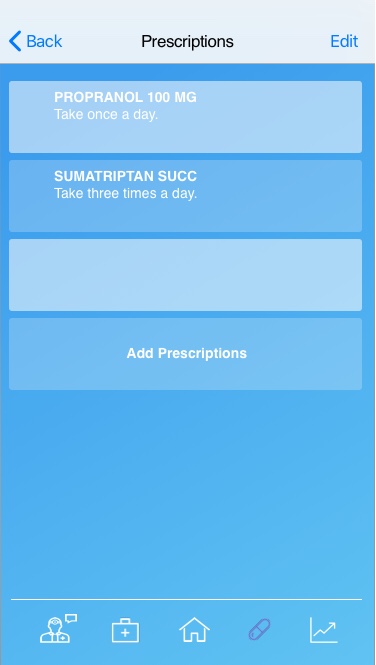 Back
Prescriptions
Edit
PROPRANOL 100 MG
Take once a day.
SUMATRIPTAN SUCC
Take three times a day.
Add Prescriptions